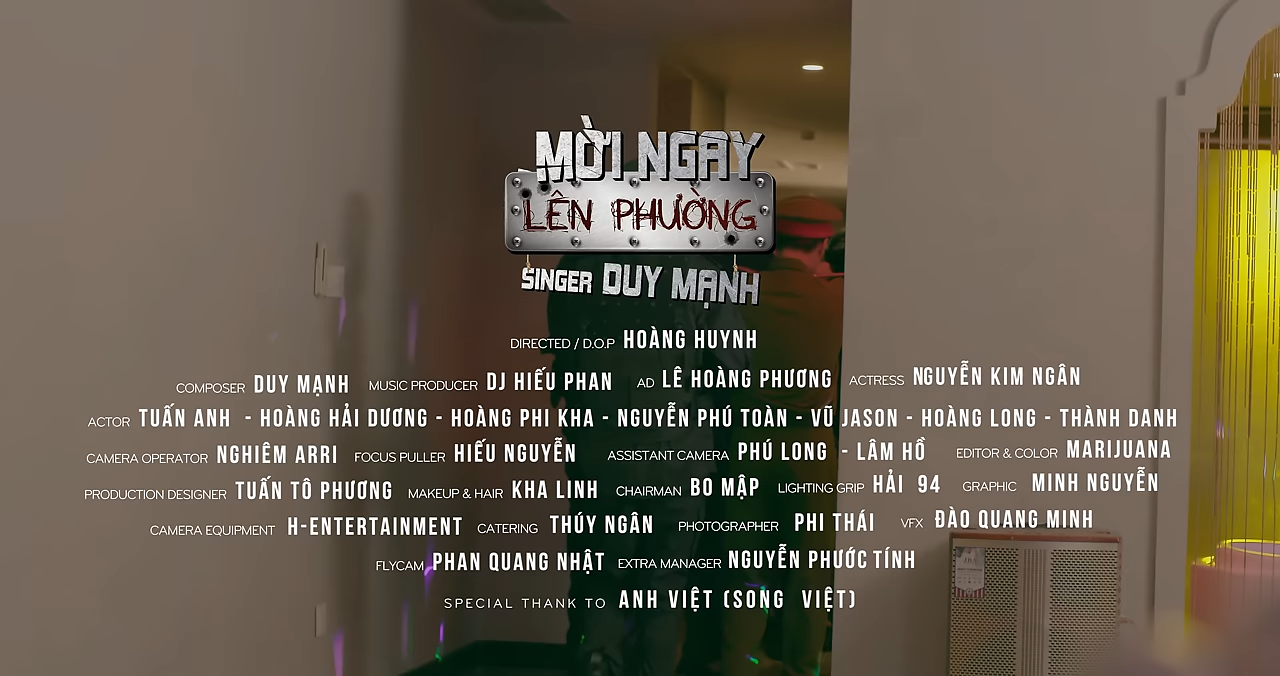 MỜI NGAY
LÊN PHƯỜNG
SINGER DUY MẠNH
DIRECTED / D.O.P HOÀNG HUYNH
COMPOSER DUY MẠNH MUSIC PRODUCER DJ HIẾU PHAN AD LÊ HOÀNG PHƯƠNG ACTRESS NGUYỄN KIM NGÂN
ACTOR TUẤN ANH - HOÀNG HẢI DƯƠNG - HOÀNG PHI KHA - NGUYỄN PHÚ TOÀN - VŨ JASON - HOÀNG LONG - THÀNH DANH
CAMERA OPERATOR NGHIÊM ARRI FOCUS PULLER HIẾU NGUYỄN ASSISTANT CAMERA PHÚ LONG - LÂM HỒ EDITOR & COLOR MARIJUANA
PRODUCTION DESIGNER TUẤN TÔ PHƯƠNG MAKEUP & HAIR KHA LINH CHAIRMAN BO MẬP LIGHTING GRIP HẢI 94 GRAPHIC MINH NGUYỄN
CAMERA EQUIPMENT H-ENTERTAINMENT CATERING THÚY NGÂN PHOTOGRAPHER PHI THÁI VFX ĐÀO QUANG MINH
FLYCAM PHAN QUANG NHẬT EXTRA MANAGER NGUYỄN PHƯỚC TÍNH
SPECIAL THANK TO ANH VIỆT (SONG VIỆT)